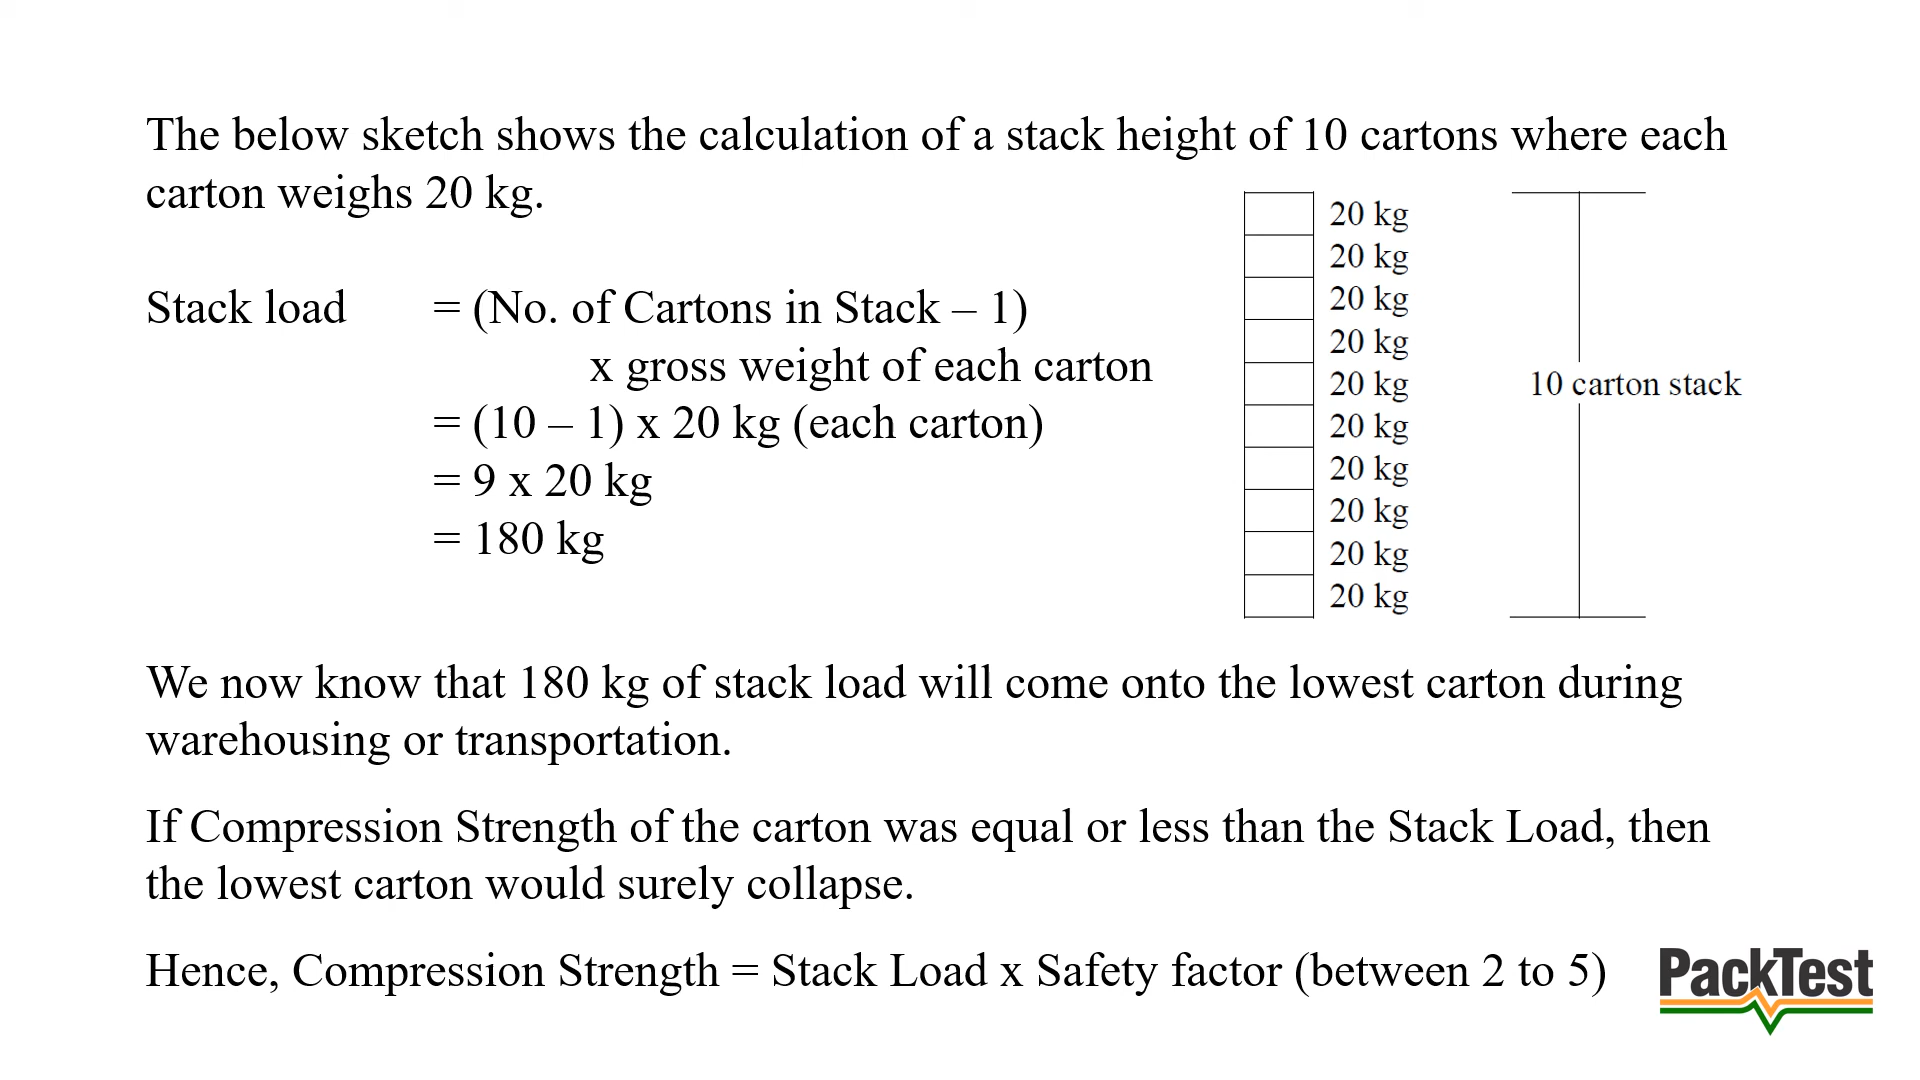 The below sketch shows the calculation of a stack height of 10 cartons where each
carton weighs 20 kg.
Stack load = (No. of Cartons in Stack – 1)
x gross weight of each carton
= (10 – 1) x 20 kg (each carton)
= 9 x 20 kg
= 180 kg
20 kg
20 kg
20 kg
20 kg
20 kg
20 kg
20 kg
20 kg
20 kg
20 kg
10 carton stack
We now know that 180 kg of stack load will come onto the lowest carton during
warehousing or transportation.
If Compression Strength of the carton was equal or less than the Stack Load, then
the lowest carton would surely collapse.
Hence, Compression Strength = Stack Load x Safety factor (between 2 to 5)
PackTest